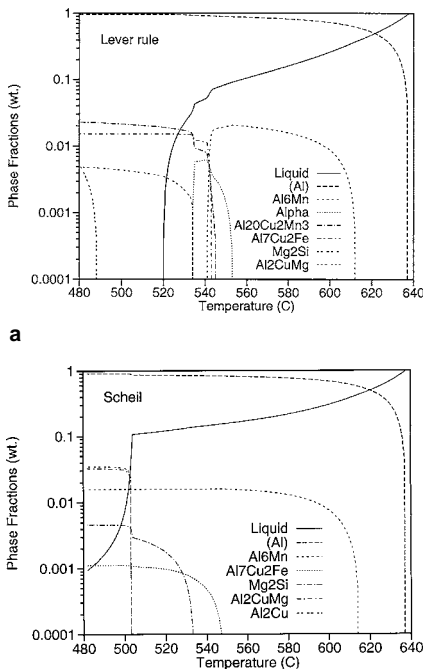 Lever rule
Phase Fractions (wt.)
1
0.1
0.01
0.001
0.0001
Liquid
(Al)
Al6Mn
Alpha
Al20Cu2Mn3
Al7Cu2Fe
Mg2Si
Al2CuMg
480 500 520 540 560 580 600 620 640
Temperature (C)
a
Scheil
Phase Fractions (wt.)
1
0.1
0.01
0.001
0.0001
Liquid
(Al)
Al6Mn
Al7Cu2Fe
Mg2Si
Al2CuMg
Al2Cu
480 500 520 540 560 580 600 620 640
Temperature (C)